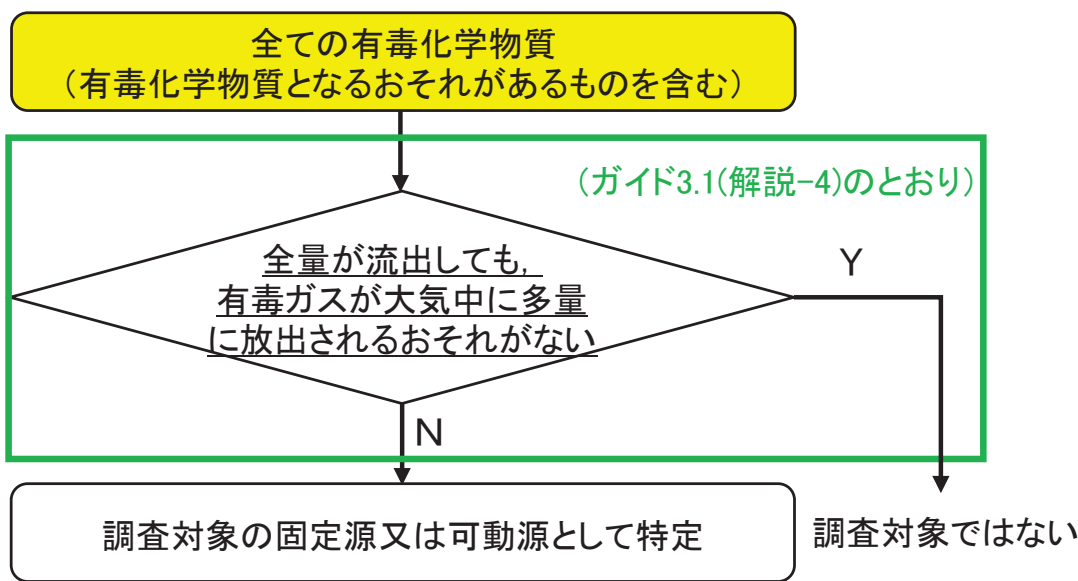 全ての有毒化学物質
（有毒化学物質となるおそれがあるものを含む）
（ガイド3.1(解説-4)のとおり）
全量が流出しても，
有毒ガスが大気中に多量
に放出されるおそれがない
Y
N
調査対象の固定源又は可動源として特定
調査対象ではない